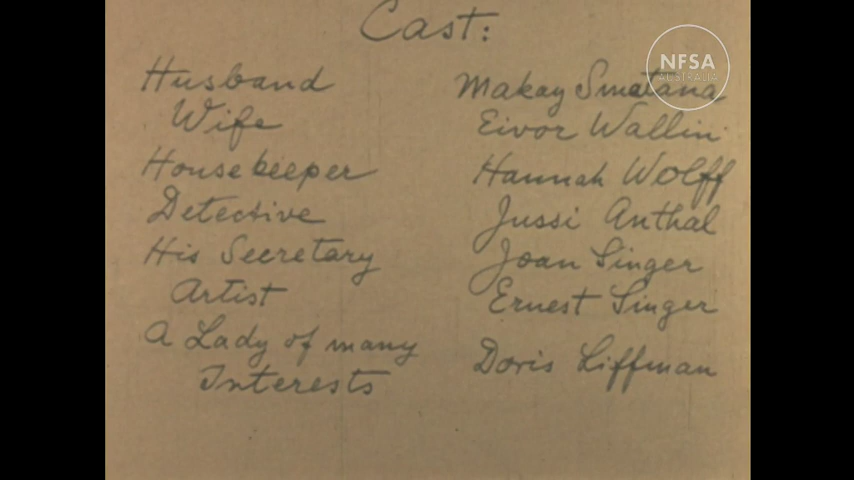 Cast:
NFSA
AUSTRALIA
Husband Makay Smetana
Wife Eivor Wallin
Housekeeper Hannah Wolff
Detective Jussi Anthal
His Secretary Joan Singer
Artist Ernest Singer
A Lady of many
Interests Doris Liffman